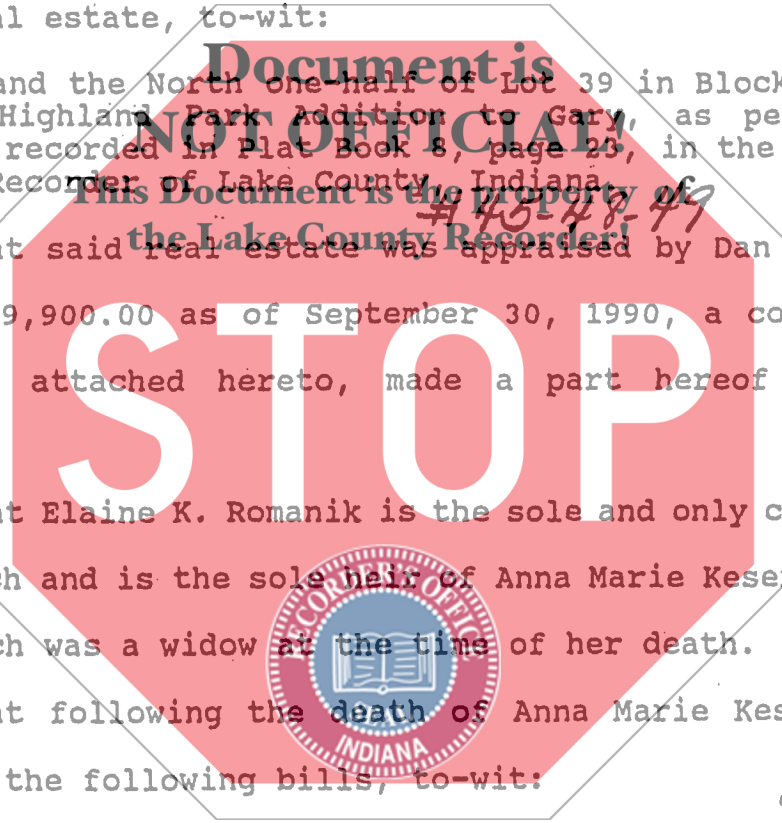 al estate, to-wit:
Document is
and the North one-half of Lot 39 in Block
Highland Park Addition to Gary, as pe
NOT OFFICIAL!
recorded in Plat Book 8, page 23, in the
Recorder of Lake County, Indiana.
This Document is the property of
#45-48-49
the Lake County Recorder!
t said real estate was appraised by Dan
9,900.00 as of September 30, 1990, a co
STOP
attached hereto, made a part hereof
t Elaine K. Romanik is the sole and only c
h and is the sole heir of Anna Marie Kese
RECORDER'S OFFICE
ch was a widow at the time of her death.
t following the death of Anna Marie Kes
INDIANA
the following bills, to-wit: